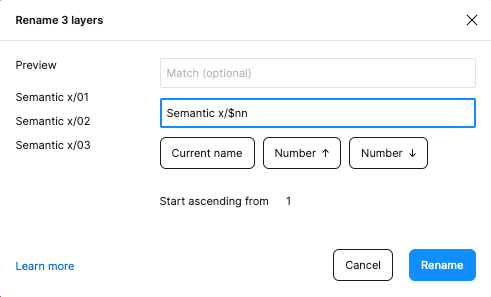 Rename 3 layers
Preview
Match (optional)
Semantic x/01
Semantic x/02
Semantic x/03
Semantic x/$nn
Current name
Number ↑
Number ↓
Start ascending from 1
Learn more
Cancel
Rename